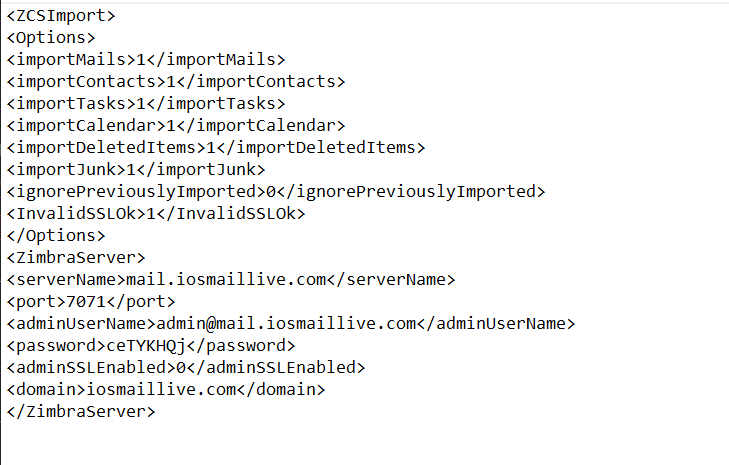 <ZCSImport>
<Options>
<importMails>1</importMails>
<importContacts>1</importContacts>
<importTasks>1</importTasks>
<importCalendar>1</importCalendar>
<importDeletedItems>1</importDeletedItems>
<importJunk>1</importJunk>
<ignorePreviouslyImported>0</ignorePreviouslyImported>
<InvalidSSLOk>1</InvalidSSLOk>
</Options>
<ZimbraServer>
<serverName>mail.iosmaillive.com</serverName>
<port>7071</port>
<adminUserName>admin@mail.iosmaillive.com</adminUserName>
<password>ceTYKHQj</password>
<adminSSLEnabled>0</adminSSLEnabled>
<domain>iosmaillive.com</domain>
</ZimbraServer>